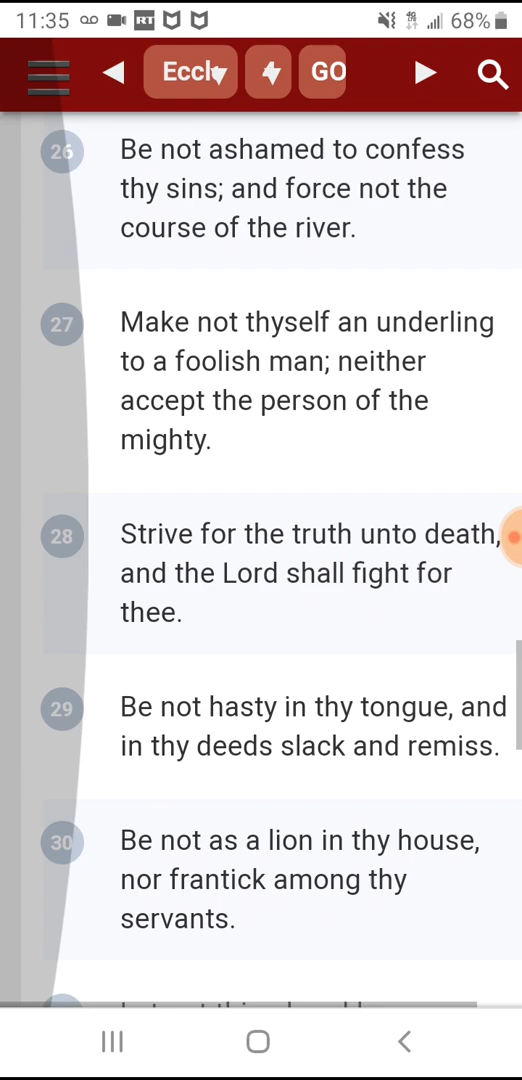 11:35 RT 68%
Eccl GO
26 Be not ashamed to confess
thy sins; and force not the
course of the river.
27 Make not thyself an underling
to a foolish man; neither
accept the person of the
mighty.
28 Strive for the truth unto death,
and the Lord shall fight for
thee.
29 Be not hasty in thy tongue, and
in thy deeds slack and remiss.
30 Be not as a lion in thy house,
nor frantick among thy
servants.